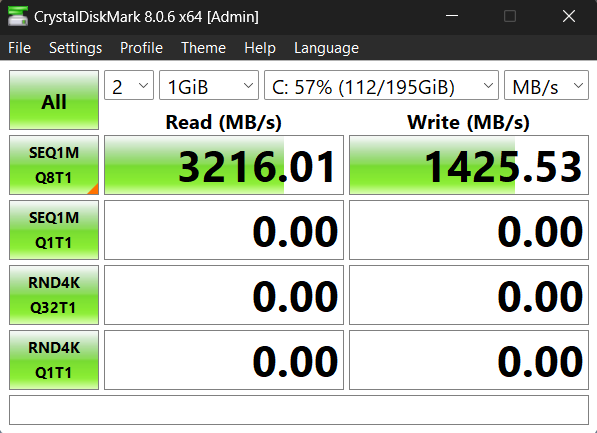 CrystalDiskMark 8.0.6 x64 [Admin]
File Settings Profile Theme Help Language
All 2 1GiB C: 57% (112/195GiB) MB/s
Read (MB/s) Write (MB/s)
SEQ1M
Q8T1
3216.01 1425.53
SEQ1M
Q1T1
0.00 0.00
RND4K
Q32T1
0.00 0.00
RND4K
Q1T1
0.00 0.00